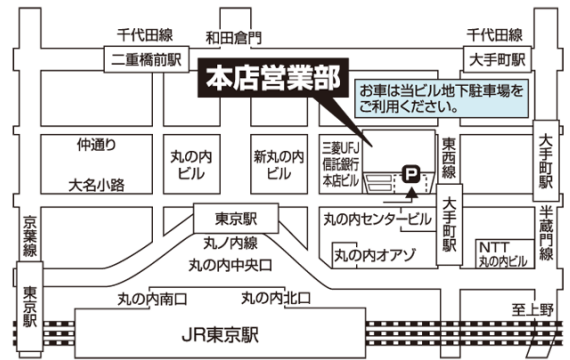 千代田線
和田倉門
千代田線
二重橋前駅
大手町駅
本店営業部
お車は当ビル地下駐車場を
ご利用ください。
仲通り
大名小路
丸の内
ビル
新丸の内
ビル
三菱UFJ
信託銀行
本店ビル
P
東西線
大手町駅
大手町駅
半蔵門線
京葉線
東京駅
東京駅
丸ノ内線
丸の内中央口
丸の内センタービル
丸の内オアゾ
NTT
丸の内ビル
丸の内南口
丸の内北口
至上野
JR東京駅